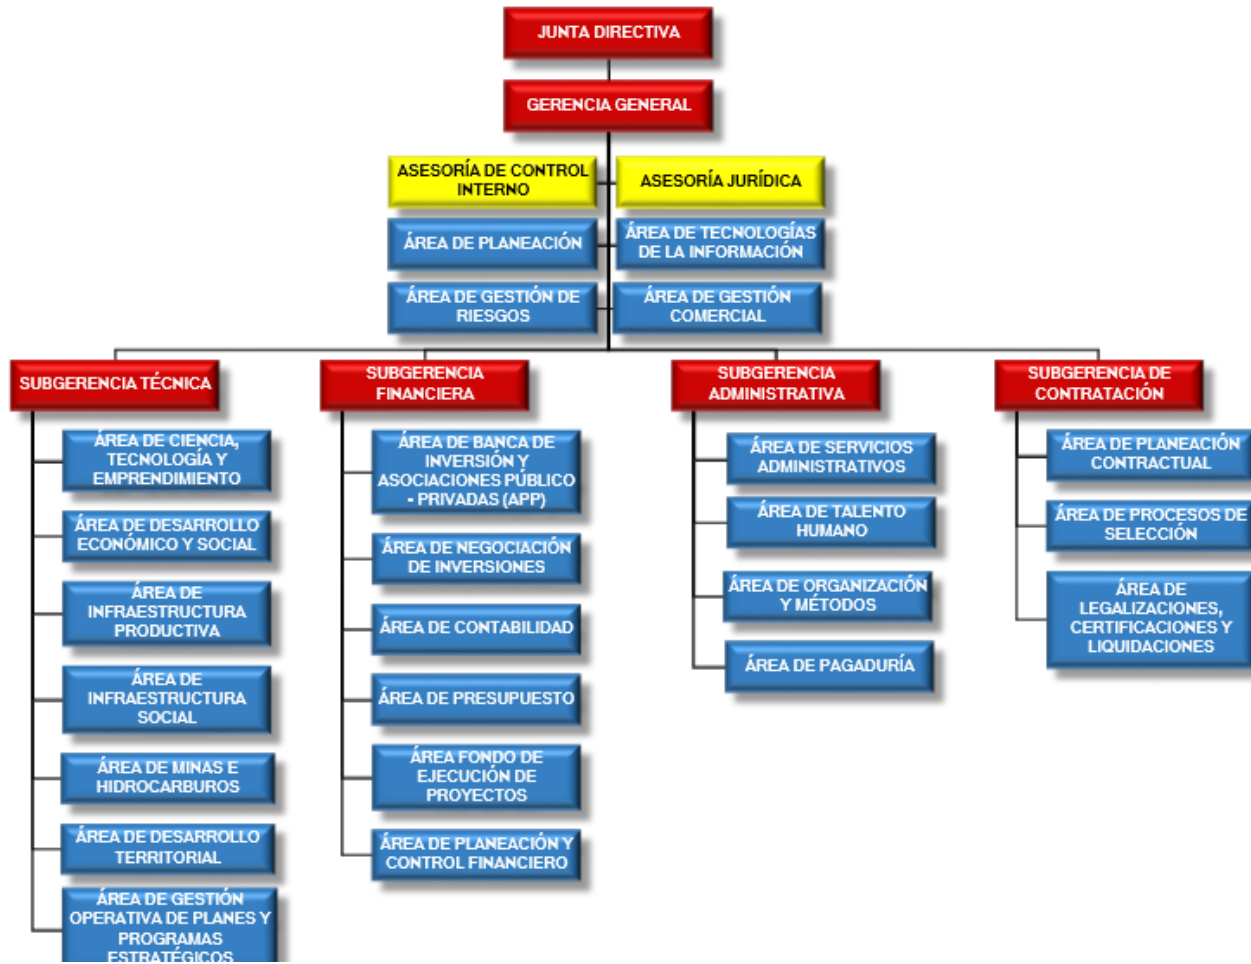 JUNTA DIRECTIVA
GERENCIA GENERAL
ASESORÍA DE CONTROL
INTERNO
ASESORÍA JURÍDICA
ÁREA DE PLANEACIÓN
ÁREA DE TECNOLOGÍAS
DE LA INFORMACIÓN
ÁREA DE GESTIÓN DE
RIESGOS
ÁREA DE GESTIÓN
COMERCIAL
SUBGERENCIA TÉCNICA
ÁREA DE CIENCIA,
TECNOLOGÍA Y
EMPRENDIMIENTO
ÁREA DE DESARROLLO
ECONÓMICO Y SOCIAL
ÁREA DE
INFRAESTRUCTURA
PRODUCTIVA
ÁREA DE
INFRAESTRUCTURA
SOCIAL
ÁREA DE MINAS E
HIDROCARBUROS
ÁREA DE DESARROLLO
TERRITORIAL
ÁREA DE GESTIÓN
OPERATIVA DE PLANES Y
PROGRAMAS
ESTRATÉGICOS
SUBGERENCIA
FINANCIERA
ÁREA DE BANCA DE
INVERSIÓN Y
ASOCIACIONES PÚBLICO
- PRIVADAS (APP)
ÁREA DE NEGOCIACIÓN
DE INVERSIONES
ÁREA DE CONTABILIDAD
ÁREA DE PRESUPUESTO
ÁREA FONDO DE
EJECUCIÓN DE
PROYECTOS
ÁREA DE PLANEACIÓN Y
CONTROL FINANCIERO
SUBGERENCIA
ADMINISTRATIVA
ÁREA DE SERVICIOS
ADMINISTRATIVOS
ÁREA DE TALENTO
HUMANO
ÁREA DE ORGANIZACIÓN
Y MÉTODOS
ÁREA DE PAGADURÍA
SUBGERENCIA DE
CONTRATACIÓN
ÁREA DE PLANEACIÓN
CONTRACTUAL
ÁREA DE PROCESOS DE
SELECCIÓN
ÁREA DE
LEGALIZACIONES,
CERTIFICACIONES Y
LIQUIDACIONES